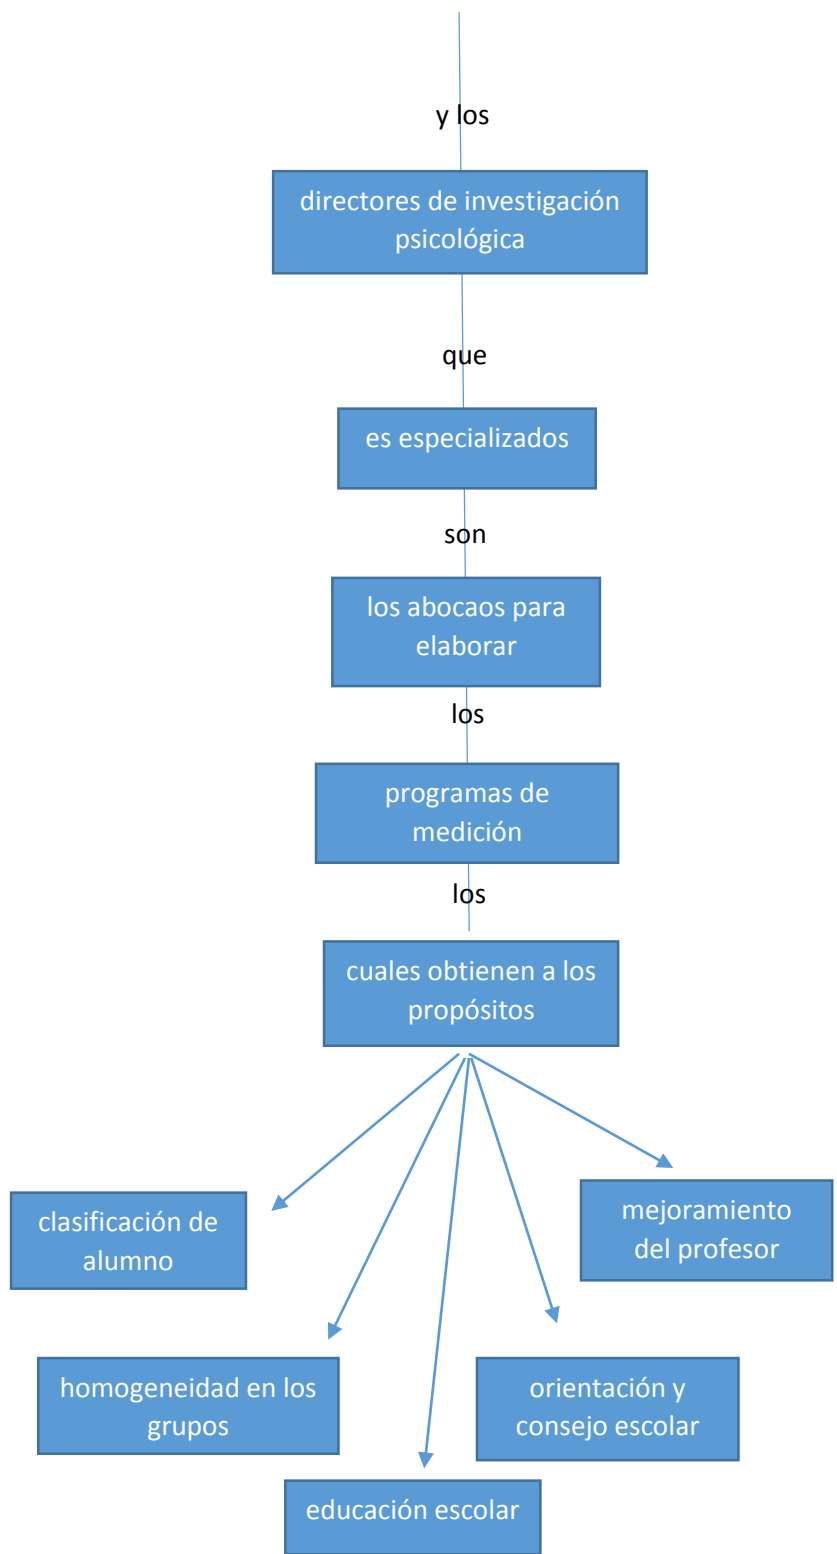 y los
directores de investigación
psicológica
que
es especializados
son
los abocaos para
elaborar
los
programas de
medición
los
cuales obtienen a los
propósitos
clasificación de
alumno
mejoramiento
del profesor
homogeneidad en los
grupos
orientación y
consejo escolar
educación escolar